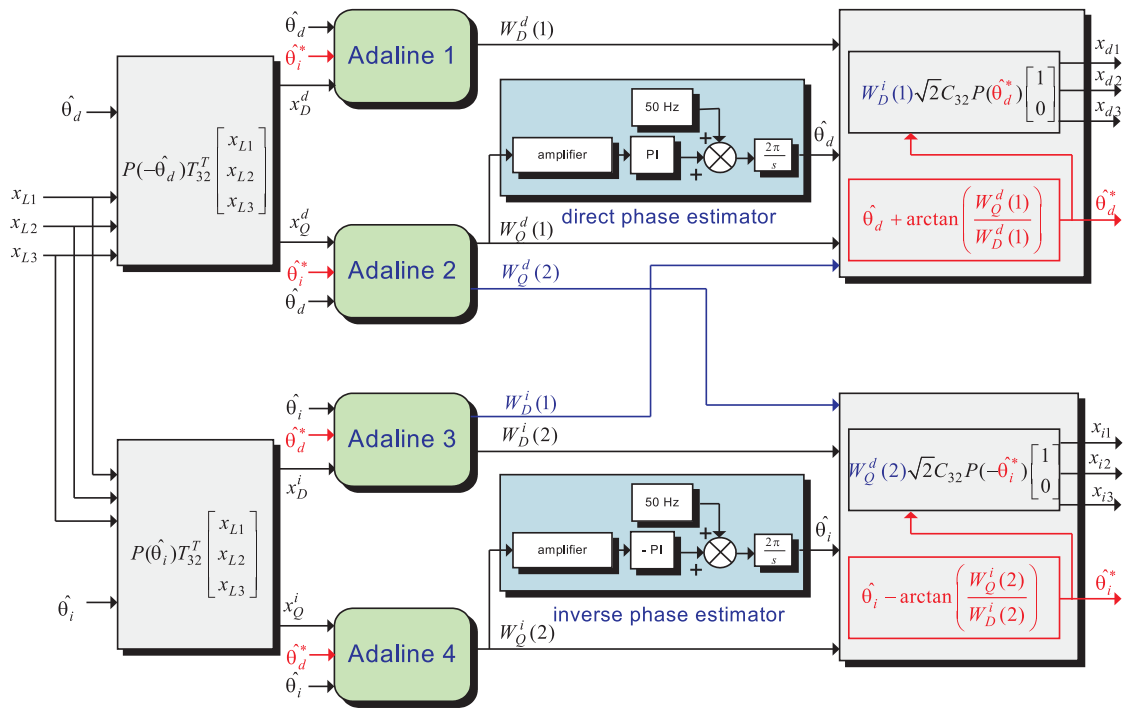 θ̂_d
θ̂_i^*
x_D^d
Adaline 1
W_D^d(1)
θ̂_d
P(-θ̂_d)T_32^T [x_L1 x_L2 x_L3]
x_L1
x_L2
x_L3
50 Hz
amplifier
PI
+
+
2π/s
θ̂_d
direct phase estimator
W_D^i(1)√2C_32P(θ̂_d^*)[1 0]
x_d1
x_d2
x_d3
θ̂_d + arctan(W_Q^d(1)/W_D^d(1))
θ̂_d^*
x_Q^d
θ̂_i^*
θ̂_d
Adaline 2
W_Q^d(1)
W_Q^d(2)
θ̂_i
θ̂_d^*
x_D^i
Adaline 3
W_D^i(1)
W_D^i(2)
P(θ̂_i)T_32^T [x_L1 x_L2 x_L3]
θ̂_i
50 Hz
amplifier
- PI
+
+
2π/s
θ̂_i
inverse phase estimator
W_Q^d(2)√2C_32P(-θ̂_i^*)[1 0]
x_i1
x_i2
x_i3
θ̂_i - arctan(W_Q^i(2)/W_D^i(2))
θ̂_i^*
x_Q^i
θ̂_d^*
θ̂_i
Adaline 4
W_Q^i(2)